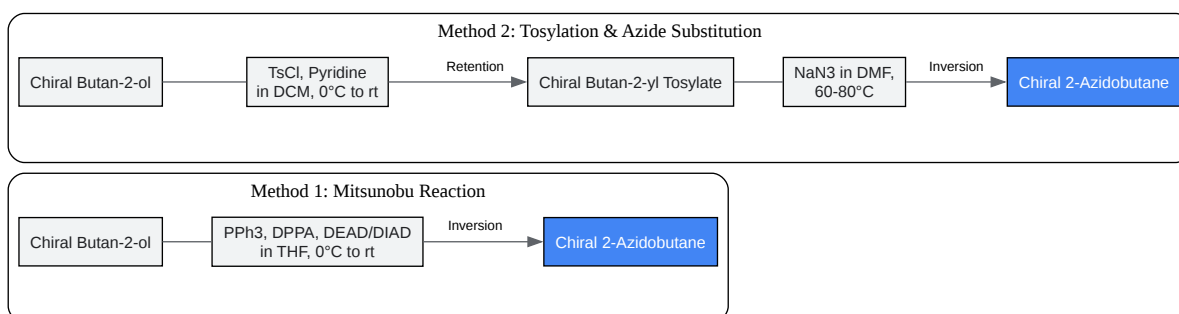 Method 2: Tosylation & Azide Substitution
Chiral Butan-2-ol
TsCl, Pyridine
in DCM, 0°C to rt
Retention
Chiral Butan-2-yl Tosylate
NaN3 in DMF,
60-80°C
Inversion
Chiral 2-Azidobutane
Method 1: Mitsunobu Reaction
Chiral Butan-2-ol
PPh3, DPPA, DEAD/DIAD
in THF, 0°C to rt
Inversion
Chiral 2-Azidobutane